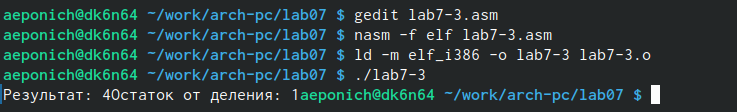 aeponich@dk6n64 ~/work/arch-pc/lab07 $ gedit lab7-3.asm
aeponich@dk6n64 ~/work/arch-pc/lab07 $ nasm -f elf lab7-3.asm
aeponich@dk6n64 ~/work/arch-pc/lab07 $ ld -m elf_i386 -o lab7-3 lab7-3.o
aeponich@dk6n64 ~/work/arch-pc/lab07 $ ./lab7-3
Результат: 4Остаток от деления: 1aeponich@dk6n64 ~/work/arch-pc/lab07 $